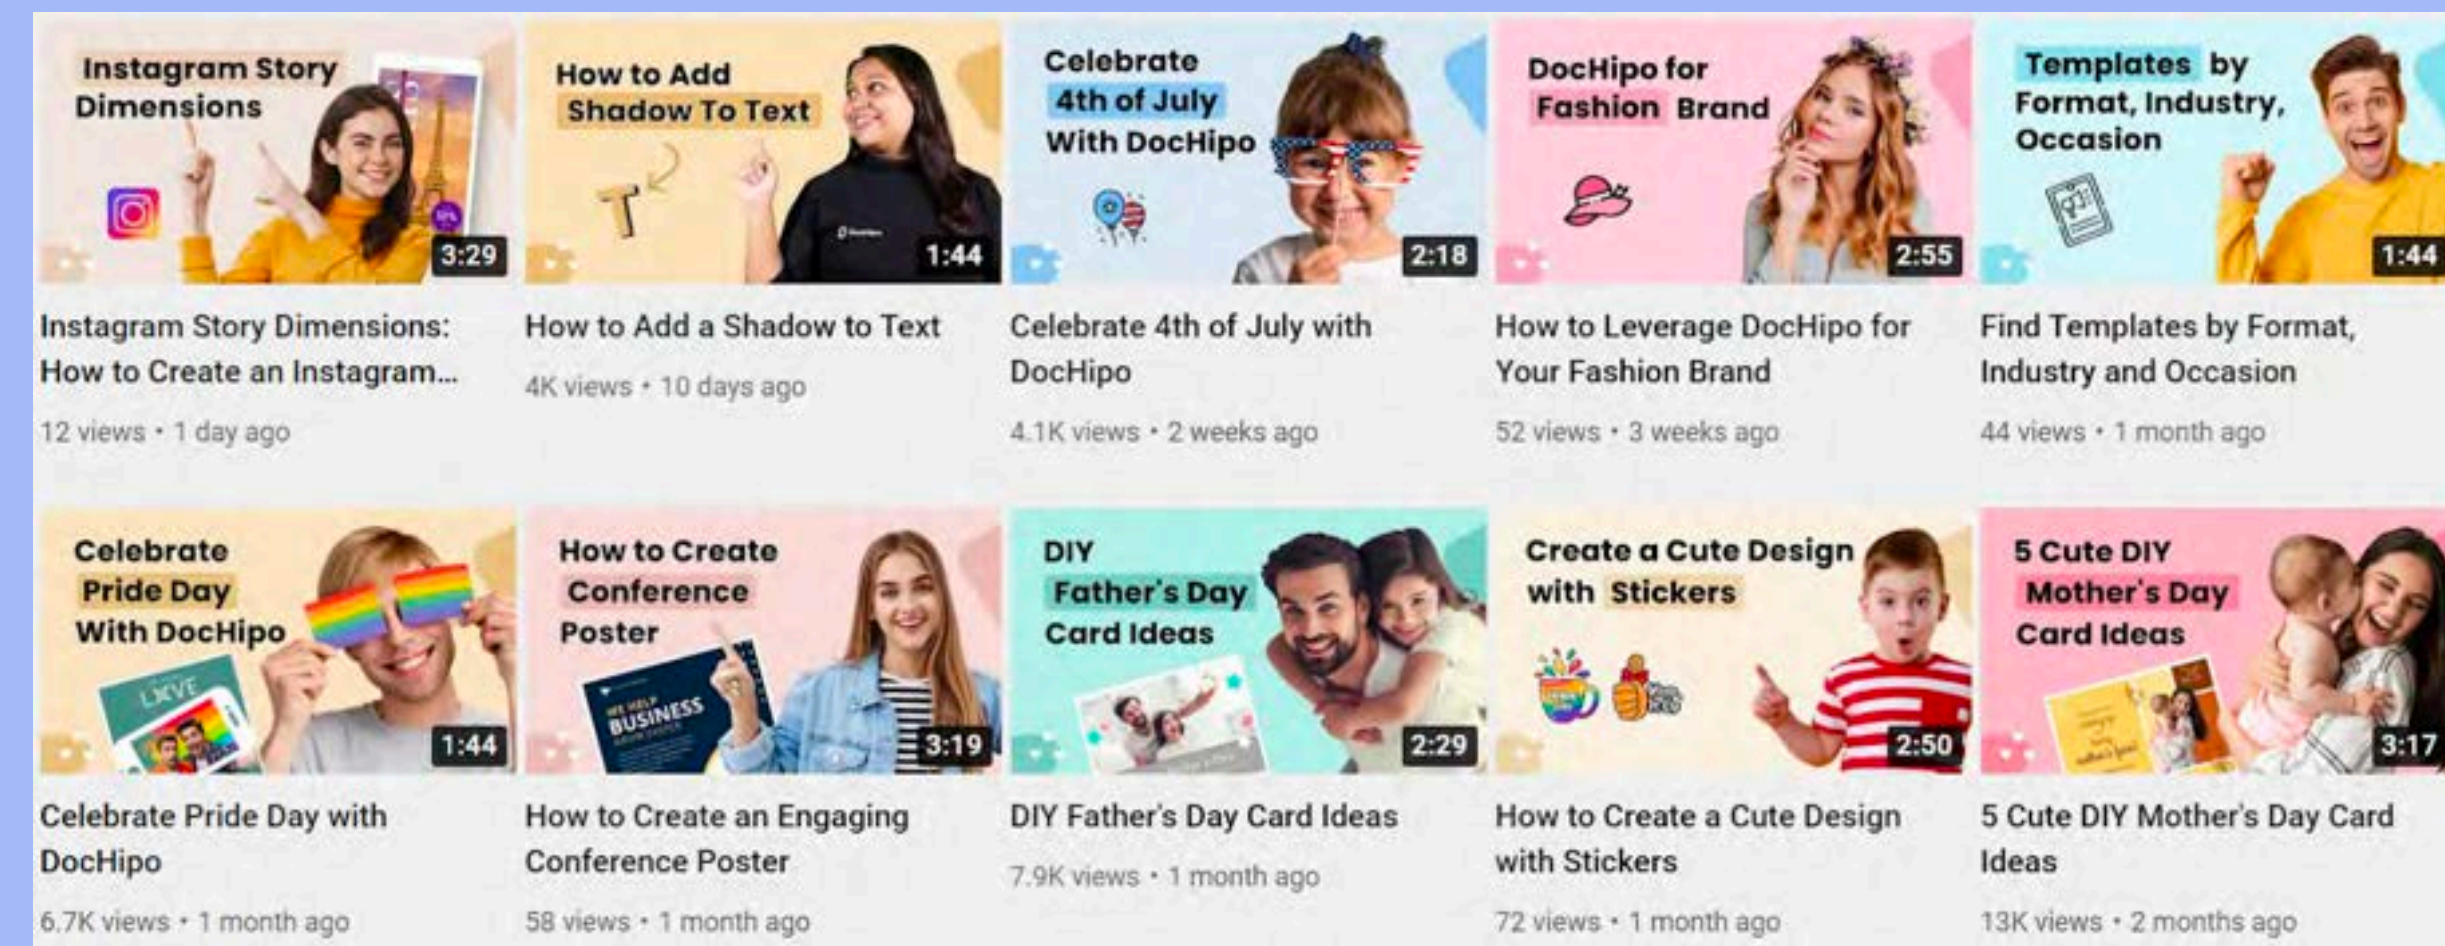 Instagram Story
Dimensions
3:29
Instagram Story Dimensions:
How to Create an Instagram...
12 views • 1 day ago
How to Add
Shadow To Text
T
1:44
How to Add a Shadow to Text
4K views • 10 days ago
Celebrate
4th of July
With DocHipo
2:18
Celebrate 4th of July with
DocHipo
4.1K views • 2 weeks ago
DocHipo for
Fashion Brand
2:55
How to Leverage DocHipo for
Your Fashion Brand
52 views • 3 weeks ago
Templates by
Format, Industry,
Occasion
1:44
Find Templates by Format,
Industry and Occasion
44 views • 1 month ago
Celebrate
Pride Day
With DocHipo
1:44
Celebrate Pride Day with
DocHipo
6.7K views • 1 month ago
How to Create
Conference
Poster
WE HELP
BUSINESS
3:19
How to Create an Engaging
Conference Poster
58 views • 1 month ago
DIY
Father's Day
Card Ideas
2:29
DIY Father's Day Card Ideas
7.9K views • 1 month ago
Create a Cute Design
with Stickers
2:50
How to Create a Cute Design
with Stickers
72 views • 1 month ago
5 Cute DIY
Mother's Day
Card Ideas
3:17
5 Cute DIY Mother's Day Card
Ideas
13K views • 2 months ago